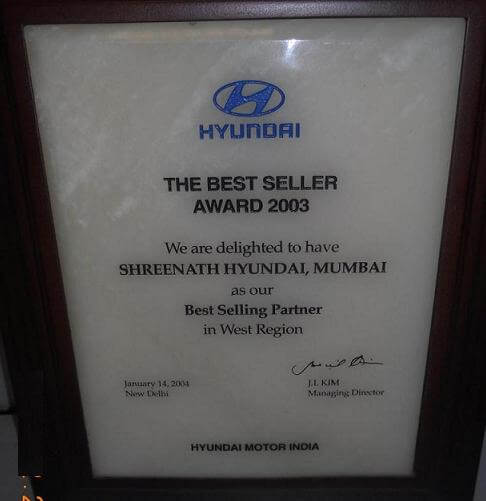 HYUNDAI
THE BEST SELLER
AWARD 2003
We are delighted to have
SHREENATH HYUNDAI, MUMBAI
as our
Best Selling Partner
in West Region
January 14, 2004
New Delhi
J.I. KIM
Managing Director
HYUNDAI MOTOR INDIA